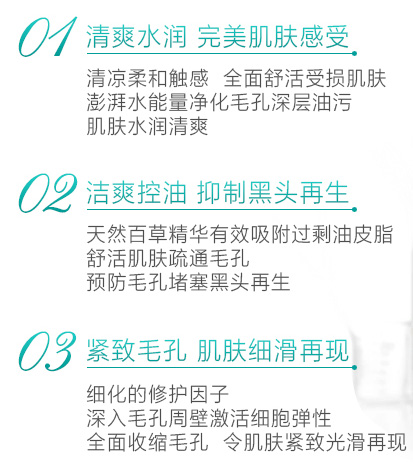 01 清爽水润 完美肌肤感受
清凉柔和触感 全面舒活受损肌肤
澎湃水能量净化毛孔深层油污
肌肤水润清爽
02 洁爽控油 抑制黑头再生
天然百草精华有效吸附过剩油皮脂
舒活肌肤疏通毛孔
预防毛孔堵塞黑头再生
03 紧致毛孔 肌肤细滑再现
细化的修护因子
深入毛孔周壁激活细胞弹性
全面收缩毛孔 令肌肤紧致光滑再现